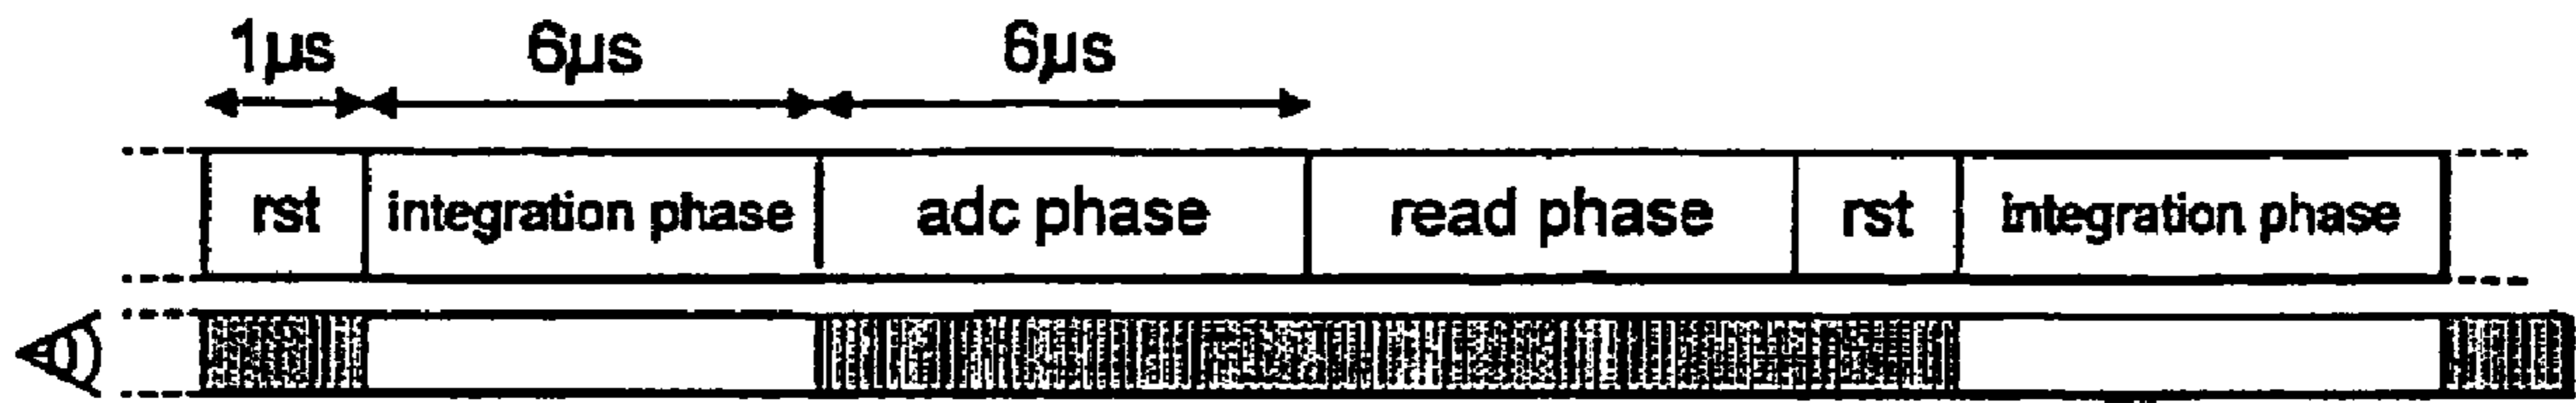 1µs 6µs 6µs
rst integration phase adc phase read phase rst integration phase